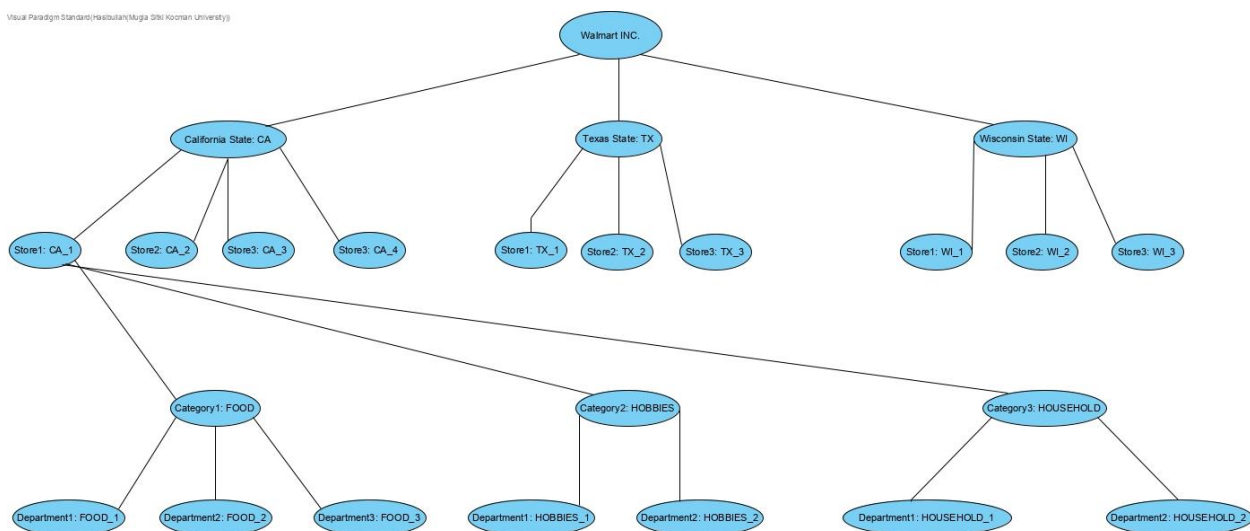 Visual Paradigm Standard(Hasibullah(Mugla Sitki Kocman University))
Walmart INC.
California State: CA
Texas State: TX
Wisconsin State: WI
Store1: CA_1
Store2: CA_2
Store3: CA_3
Store3: CA_4
Store1: TX_1
Store2: TX_2
Store3: TX_3
Store1: WI_1
Store2: WI_2
Store3: WI_3
Category1: FOOD
Category2: HOBBIES
Category3: HOUSEHOLD
Department1: FOOD_1
Department2: FOOD_2
Department3: FOOD_3
Department1: HOBBIES_1
Department2: HOBBIES_2
Department1: HOUSEHOLD_1
Department2: HOUSEHOLD_2